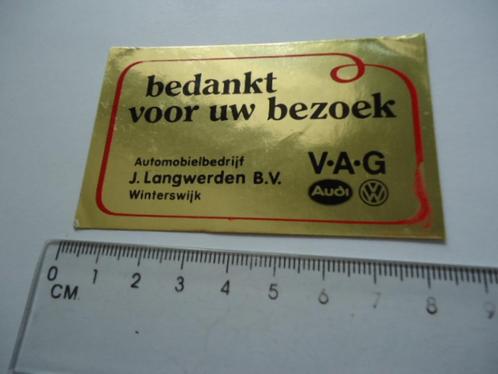 bedankt
voor uw bezoek
Automobielbedrijf
J. Langwerden B.V.
Winterswijk
V·A·G
Audi VW
0 1 2 3 4 5 6 7 8 9
CM